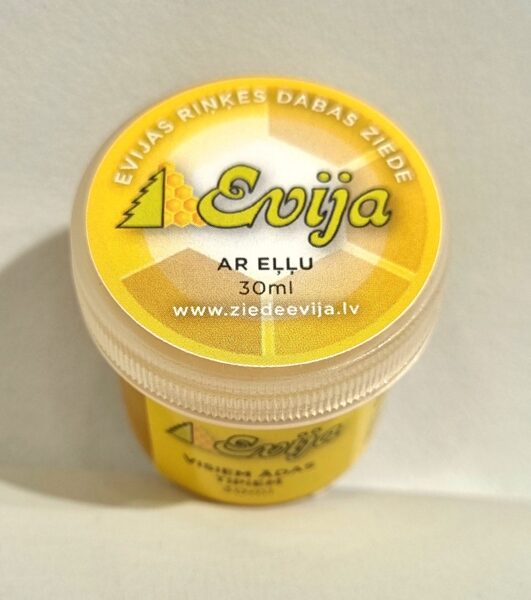 EVIJAS RIŅĶES DABAS ZIEDE
Evija
AR EĻĻU
30ml
www.ziedeevija.lv
Evija
VISIEM ĀDAS
TIPIEM